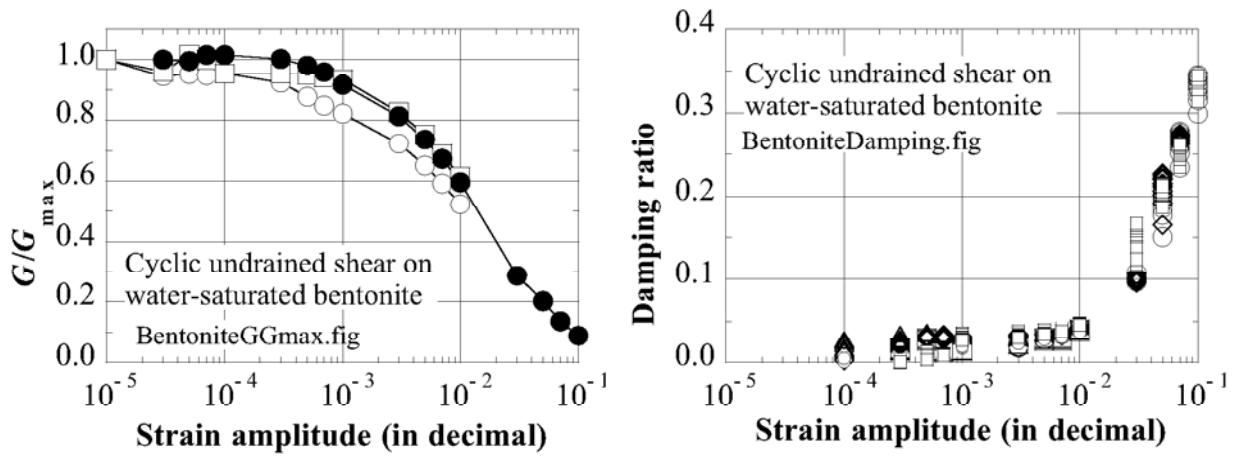 1.0
0.8
0.6
0.4
0.2
0.0
G/G max
Cyclic undrained shear on
water-saturated bentonite
BentoniteGGmax.fig
10-5 10-4 10-3 10-2 10-1
Strain amplitude (in decimal)
0.4
0.3
0.2
0.1
0.0
Damping ratio
Cyclic undrained shear on
water-saturated bentonite
BentoniteDamping.fig
10-5 10-4 10-3 10-2 10-1
Strain amplitude (in decimal)